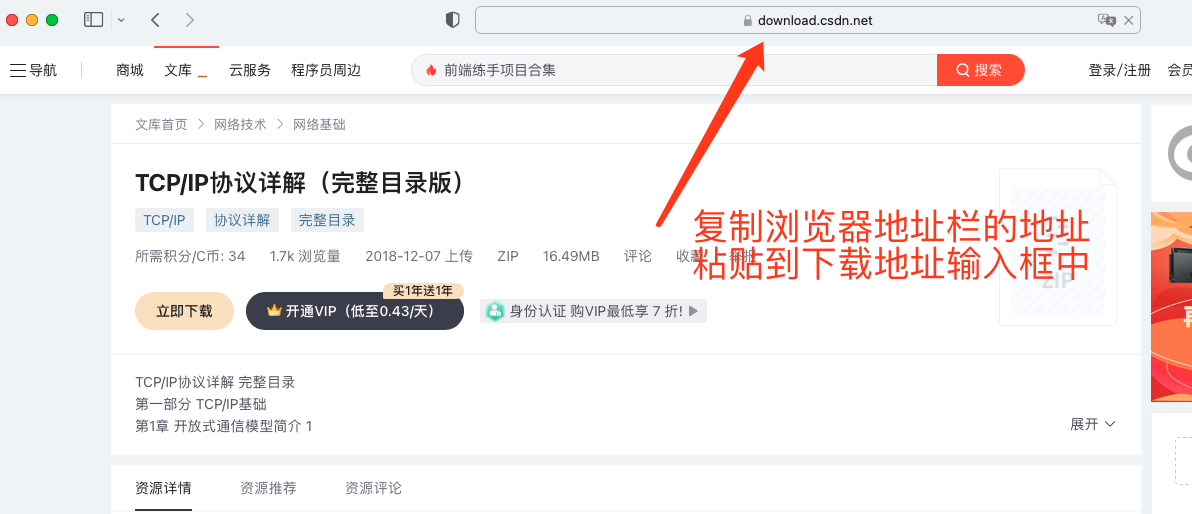 download.csdn.net
导航 商城 文库 云服务 程序员周边 前端练手项目合集 搜索 登录/注册 会员
文库首页 > 网络技术 > 网络基础
TCP/IP协议详解（完整目录版）
TCP/IP 协议详解 完整目录
所需积分/C币: 34 1.7k 浏览量 2018-12-07 上传 ZIP 16.49MB 评论 收藏 举报
复制浏览器地址栏的地址
粘贴到下载地址输入框中
ZIP
买1年送1年
立即下载 开通VIP（低至0.43/天） 身份认证 购VIP最低享 7 折!
TCP/IP协议详解 完整目录
第一部分 TCP/IP基础
第1章 开放式通信模型简介 1
展开
资源详情 资源推荐 资源评论